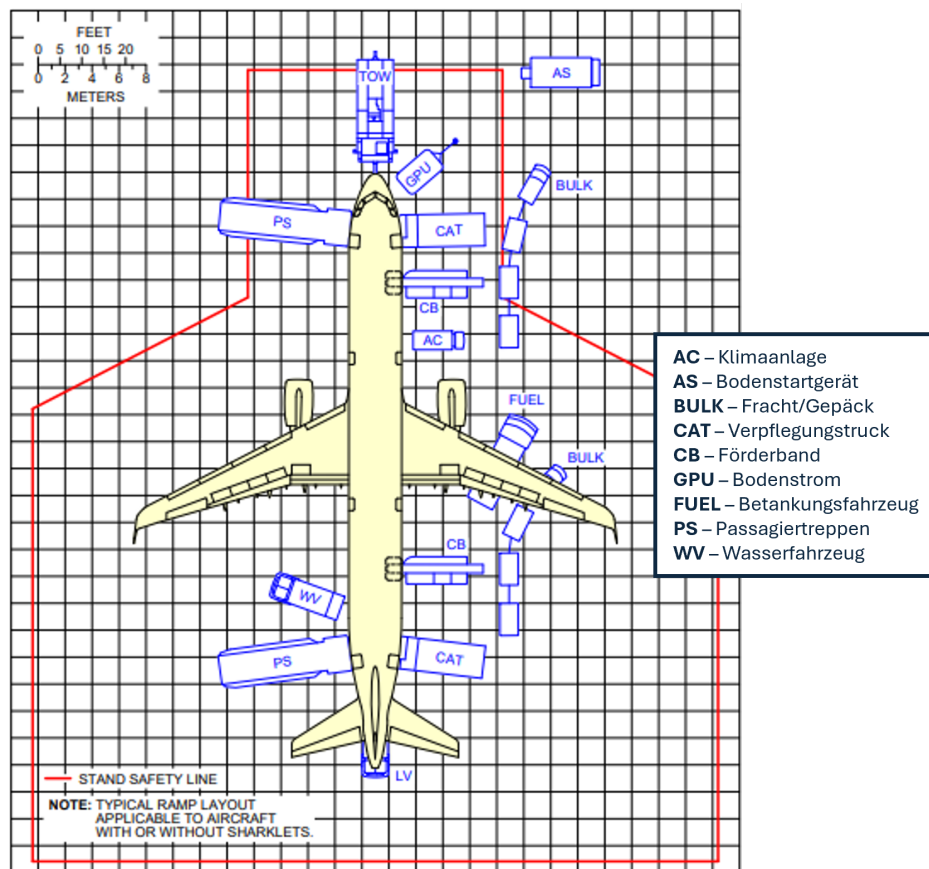 FEET
0 5 10 15 20
0 2 4 6 8
METERS
TOW
AS
GPU
BULK
PS
CAT
CB
AC
FUEL
BULK
CB
WV
PS
CAT
LV
AC – Klimaanlage
AS – Bodenstartgerät
BULK – Fracht/Gepäck
CAT – Verpflegungstruck
CB – Förderband
GPU – Bodenstrom
FUEL – Betankungsfahrzeug
PS – Passagiertreppen
WV – Wasserfahrzeug
STAND SAFETY LINE
NOTE: TYPICAL RAMP LAYOUT
APPLICABLE TO AIRCRAFT
WITH OR WITHOUT SHARKLETS.